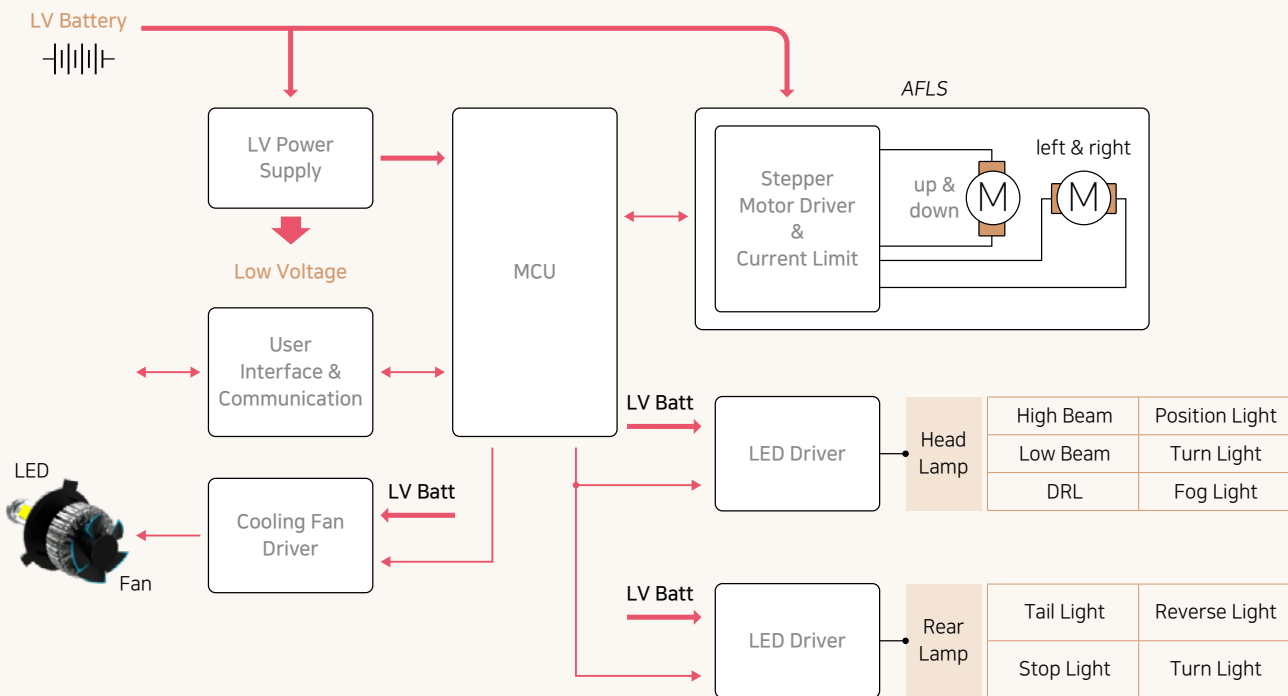 LV Battery
AFLS
LV Power
Supply
Low Voltage
MCU
Stepper
Motor Driver
&
Current Limit
up &
down
M
left & right
M
User
Interface &
Communication
LED
Fan
Cooling Fan
Driver
LV Batt
LV Batt
LED Driver
Head
Lamp
High Beam
Position Light
Low Beam
Turn Light
DRL
Fog Light
LV Batt
LED Driver
Rear
Lamp
Tail Light
Reverse Light
Stop Light
Turn Light